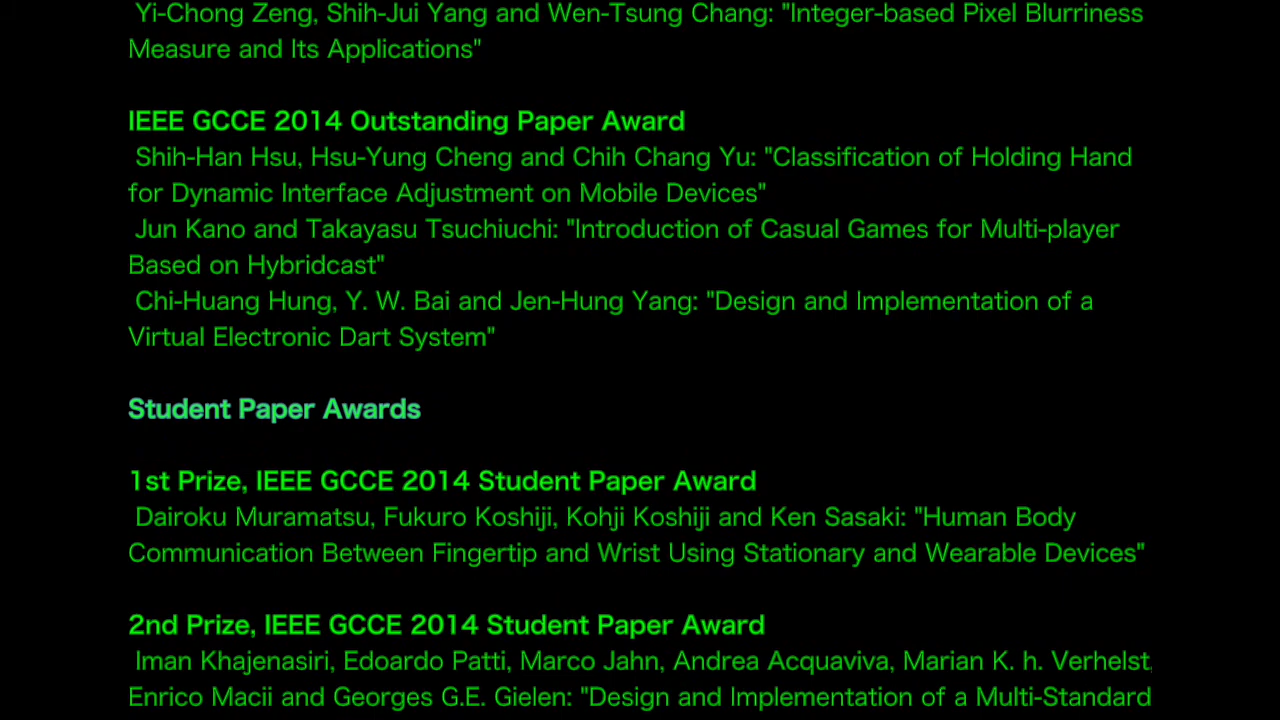 Yi-Chong Zeng, Shih-Jui Yang and Wen-Tsung Chang: "Integer-based Pixel Blurriness
Measure and Its Applications"
IEEE GCCE 2014 Outstanding Paper Award
Shih-Han Hsu, Hsu-Yung Cheng and Chih Chang Yu: "Classification of Holding Hand
for Dynamic Interface Adjustment on Mobile Devices"
Jun Kano and Takayasu Tsuchiuchi: "Introduction of Casual Games for Multi-player
Based on Hybridcast"
Chi-Huang Hung, Y. W. Bai and Jen-Hung Yang: "Design and Implementation of a
Virtual Electronic Dart System"
Student Paper Awards
1st Prize, IEEE GCCE 2014 Student Paper Award
Dairoku Muramatsu, Fukuro Koshiji, Kohji Koshiji and Ken Sasaki: "Human Body
Communication Between Fingertip and Wrist Using Stationary and Wearable Devices"
2nd Prize, IEEE GCCE 2014 Student Paper Award
Iman Khajenasiri, Edoardo Patti, Marco Jahn, Andrea Acquaviva, Marian K. h. Verhelst,
Enrico Macii and Georges G.E. Gielen: "Design and Implementation of a Multi-Standard